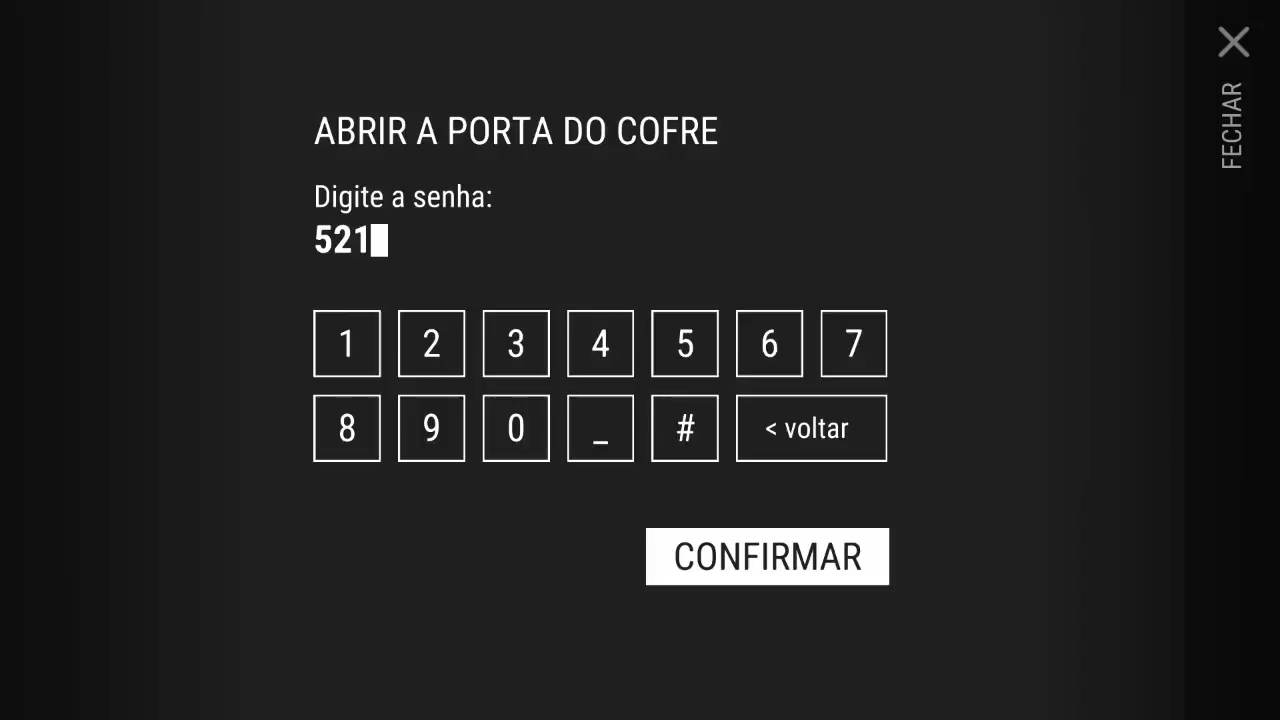 ABRIR A PORTA DO COFRE
Digite a senha:
521
1 2 3 4 5 6 7
8 9 0 _ # < voltar
CONFIRMAR
FECHAR